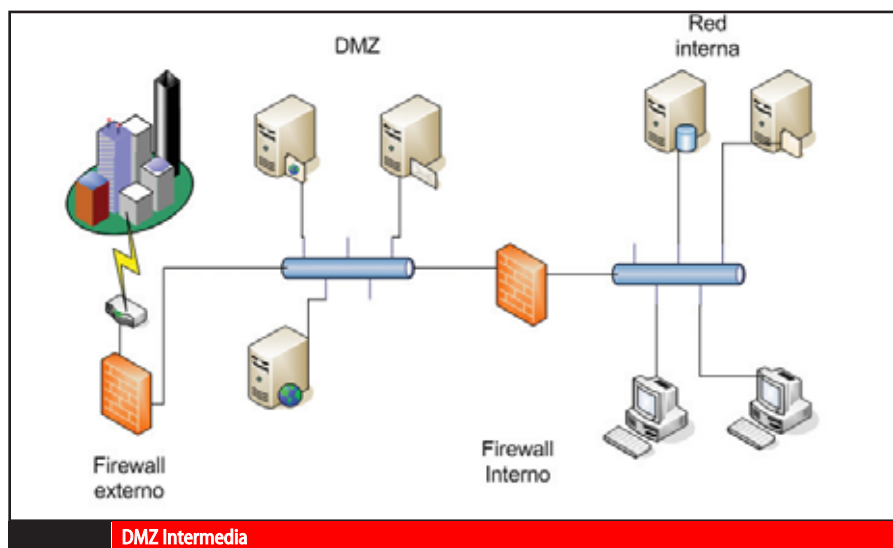 DMZ
Red
interna
Firewall
externo
Firewall
Interno
DMZ Intermedia